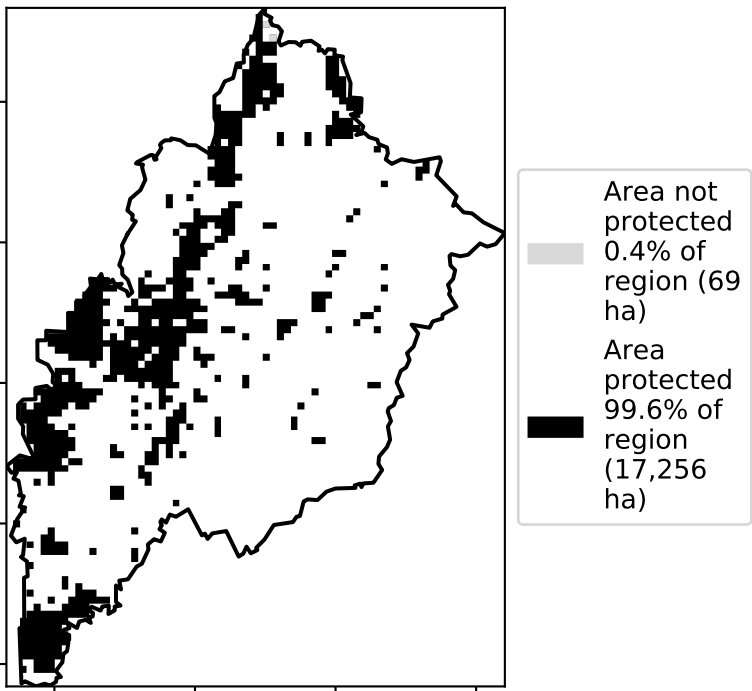 Area not
protected
0.4% of
region (69
ha)
Area
protected
99.6% of
region
(17,256
ha)